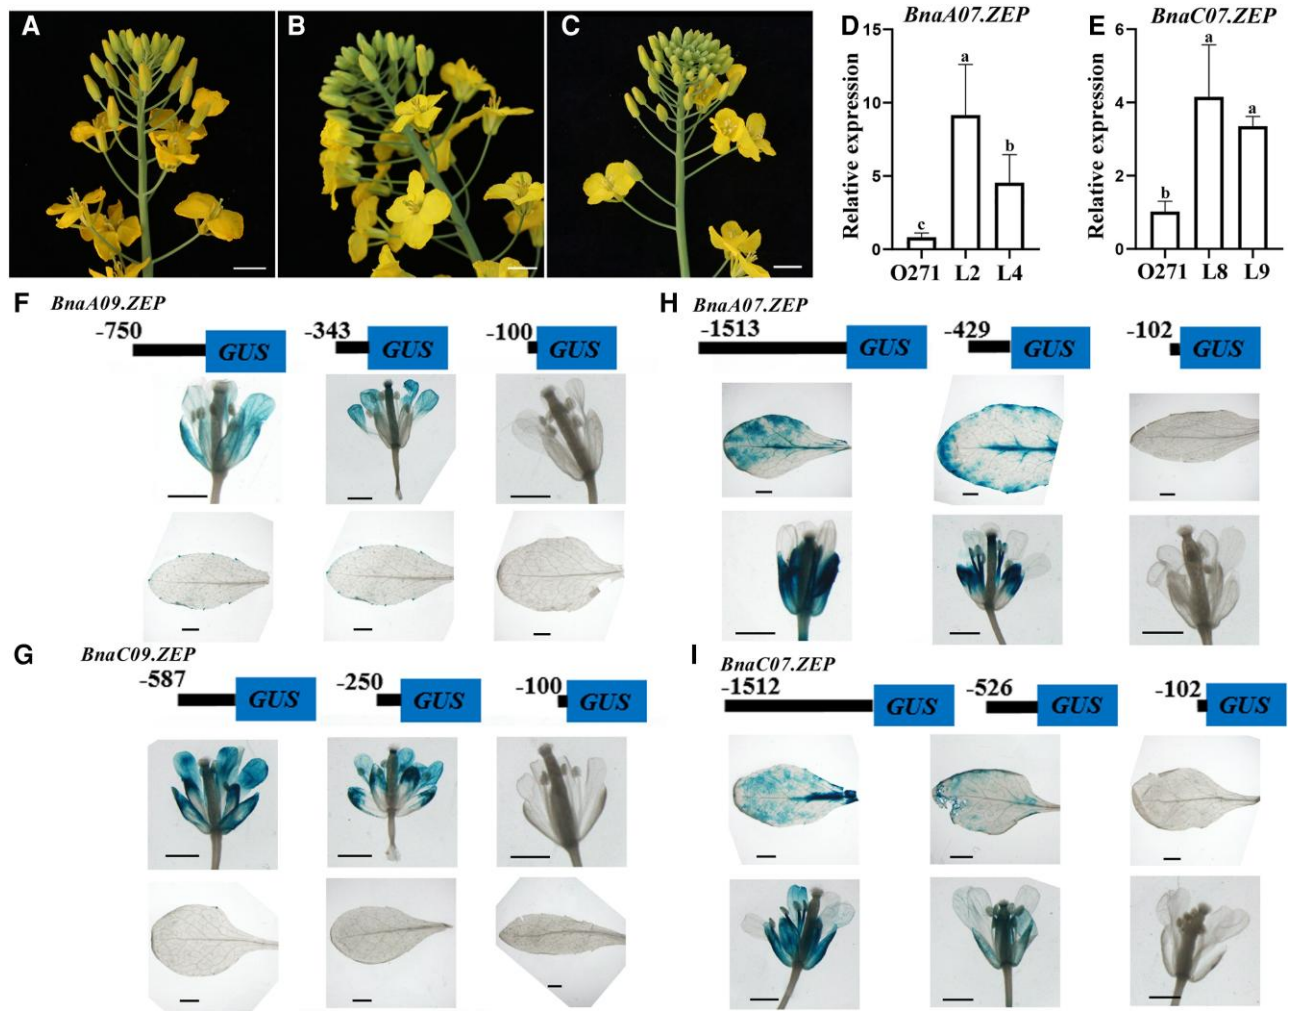 A
B
C
D
BnaA07.ZEP
Relative expression
15
10
5
0
c
a
b
O271 L2 L4
E
BnaC07.ZEP
Relative expression
6
4
2
0
b
a
a
O271 L8 L9
F
BnaA09.ZEP
-750 GUS
-343 GUS
-100 GUS
H
BnaA07.ZEP
-1513 GUS
-429 GUS
-102 GUS
G
BnaC09.ZEP
-587 GUS
-250 GUS
-100 GUS
I
BnaC07.ZEP
-1512 GUS
-526 GUS
-102 GUS